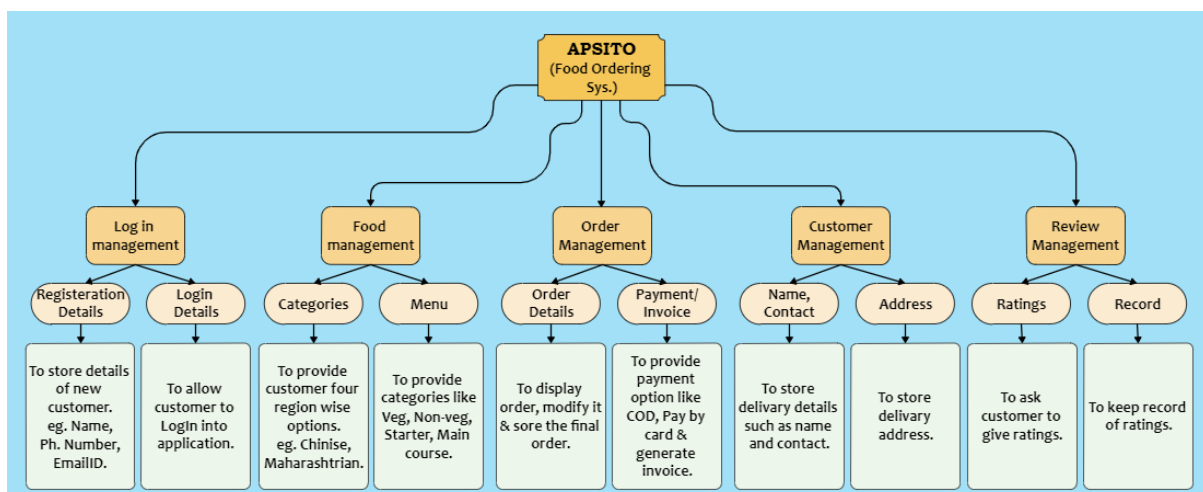 APSITO
(Food Ordering
Sys.)
Log in
management
Food
management
Order
Management
Customer
Management
Review
Management
Registeration
Details
Login
Details
Categories
Menu
Order
Details
Payment/
Invoice
Name,
Contact
Address
Ratings
Record
To store details
of new
customer.
eg. Name,
Ph. Number,
EmailID.
To allow
customer to
LogIn into
application.
To provide
customer four
region wise
options.
eg. Chinise,
Maharashtrian.
To provide
categories like
Veg, Non-veg,
Starter, Main
course.
To display
order, modify it
& sore the final
order.
To provide
payment
option like
COD, Pay by
card &
generate
invoice.
To store
delivary details
such as name
and contact.
To store
delivary
address.
To ask
customer to
give ratings.
To keep record
of ratings.